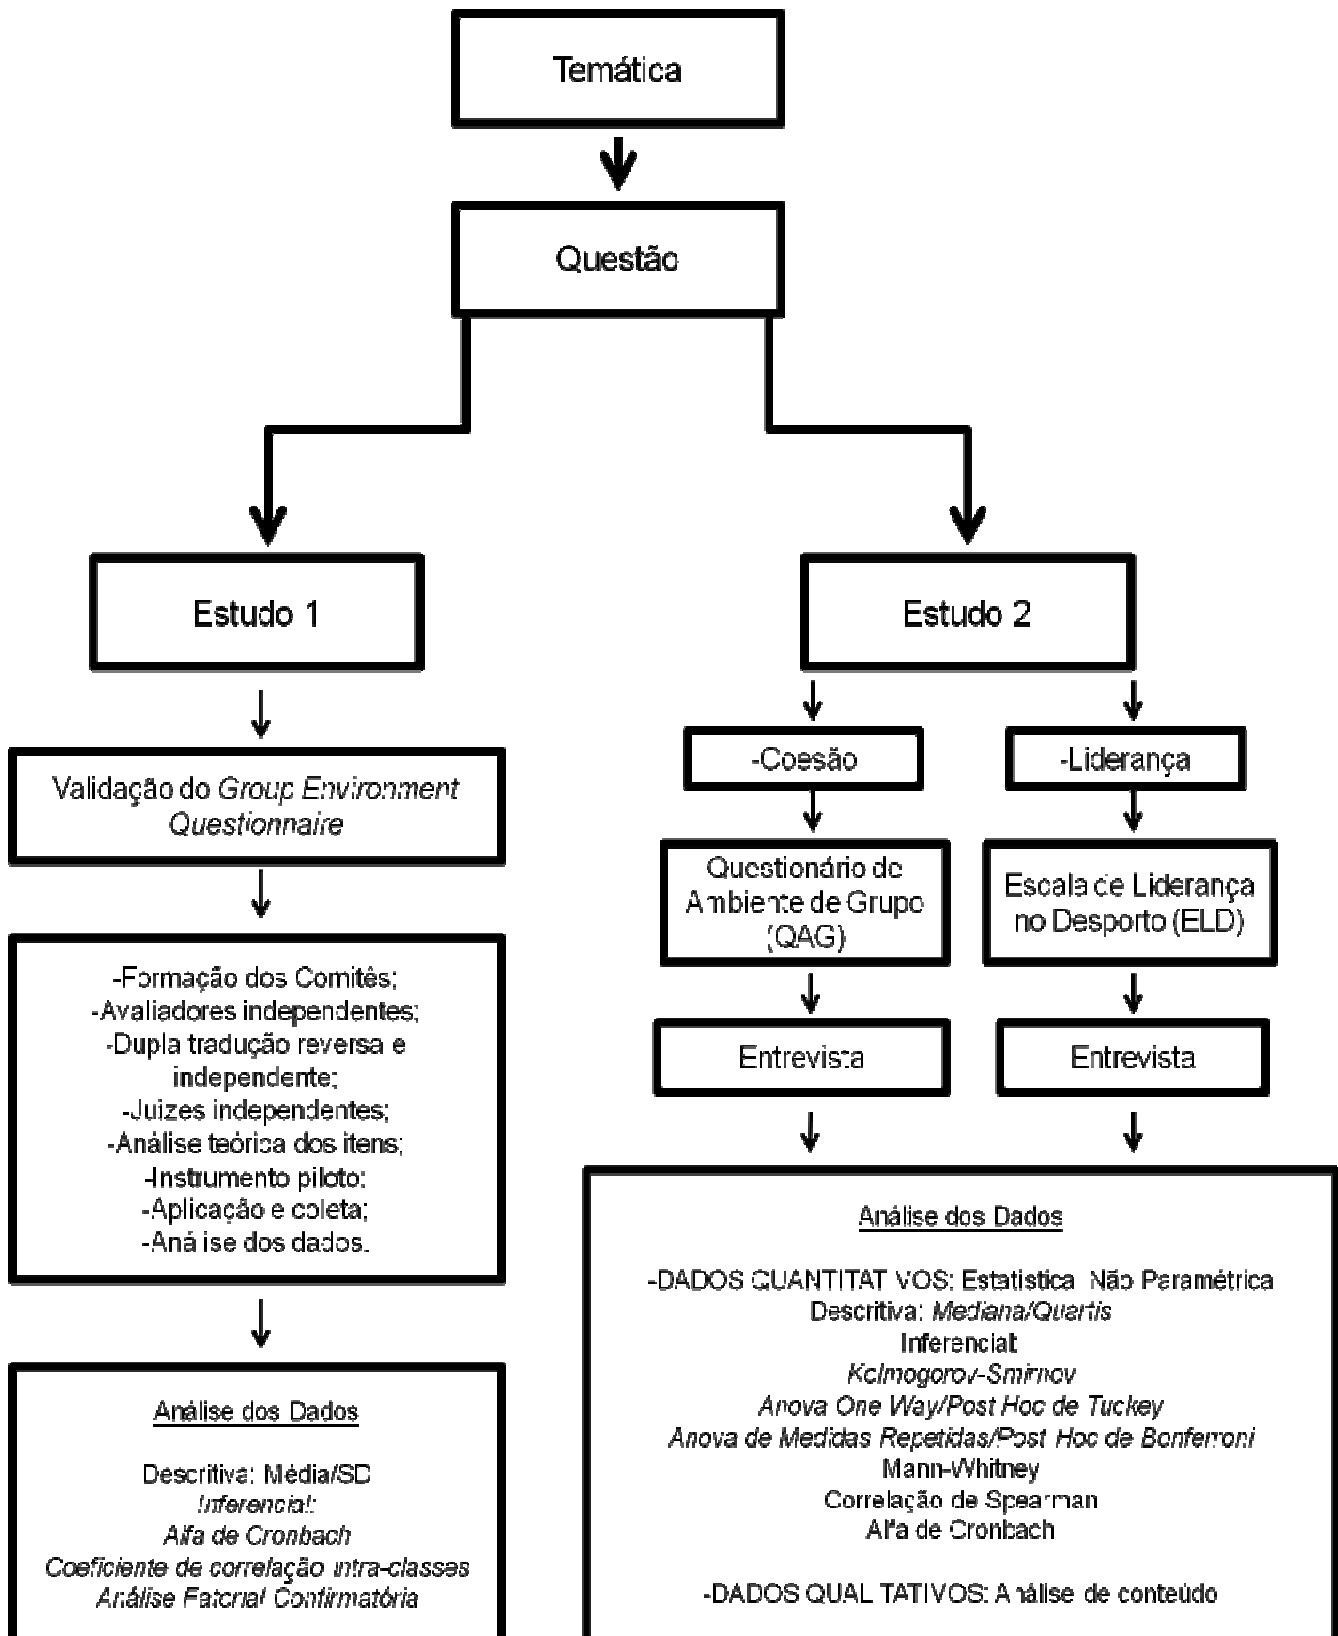 Temática
Questão
Estudo 1
Validação do Group Environment
Questionnaire
-Formação dos Comitês;
-Avaliadores independentes;
-Dupla tradução reversa e
independente;
-Juizes independentes;
-Análise teórica dos itens;
-Instrumento piloto;
-Aplicação e coleta;
-Análise dos dados.
Análise dos Dados
Descritiva: Média/SD
Inferencial:
Alfa de Cronbach
Coeficiente de correlação intra-classes
Análise Fatorial Confirmatória
Estudo 2
-Coesão
Questionário de
Ambiente de Grupo
(QAG)
Entrevista
-Liderança
Escala de Liderança
no Desporto (ELD)
Entrevista
Análise dos Dados
-DADOS QUANTITATIVOS: Estatística Não Paramétrica
Descritiva: Mediana/Quartis
Inferencial:
Kolmogorov-Smirnov
Anova One Way/Post Hoc de Tuckey
Anova de Medidas Repetidas/Post Hoc de Bonferroni
Mann-Whitney
Correlação de Spearman
Alfa de Cronbach
-DADOS QUALITATIVOS: Análise de conteúdo